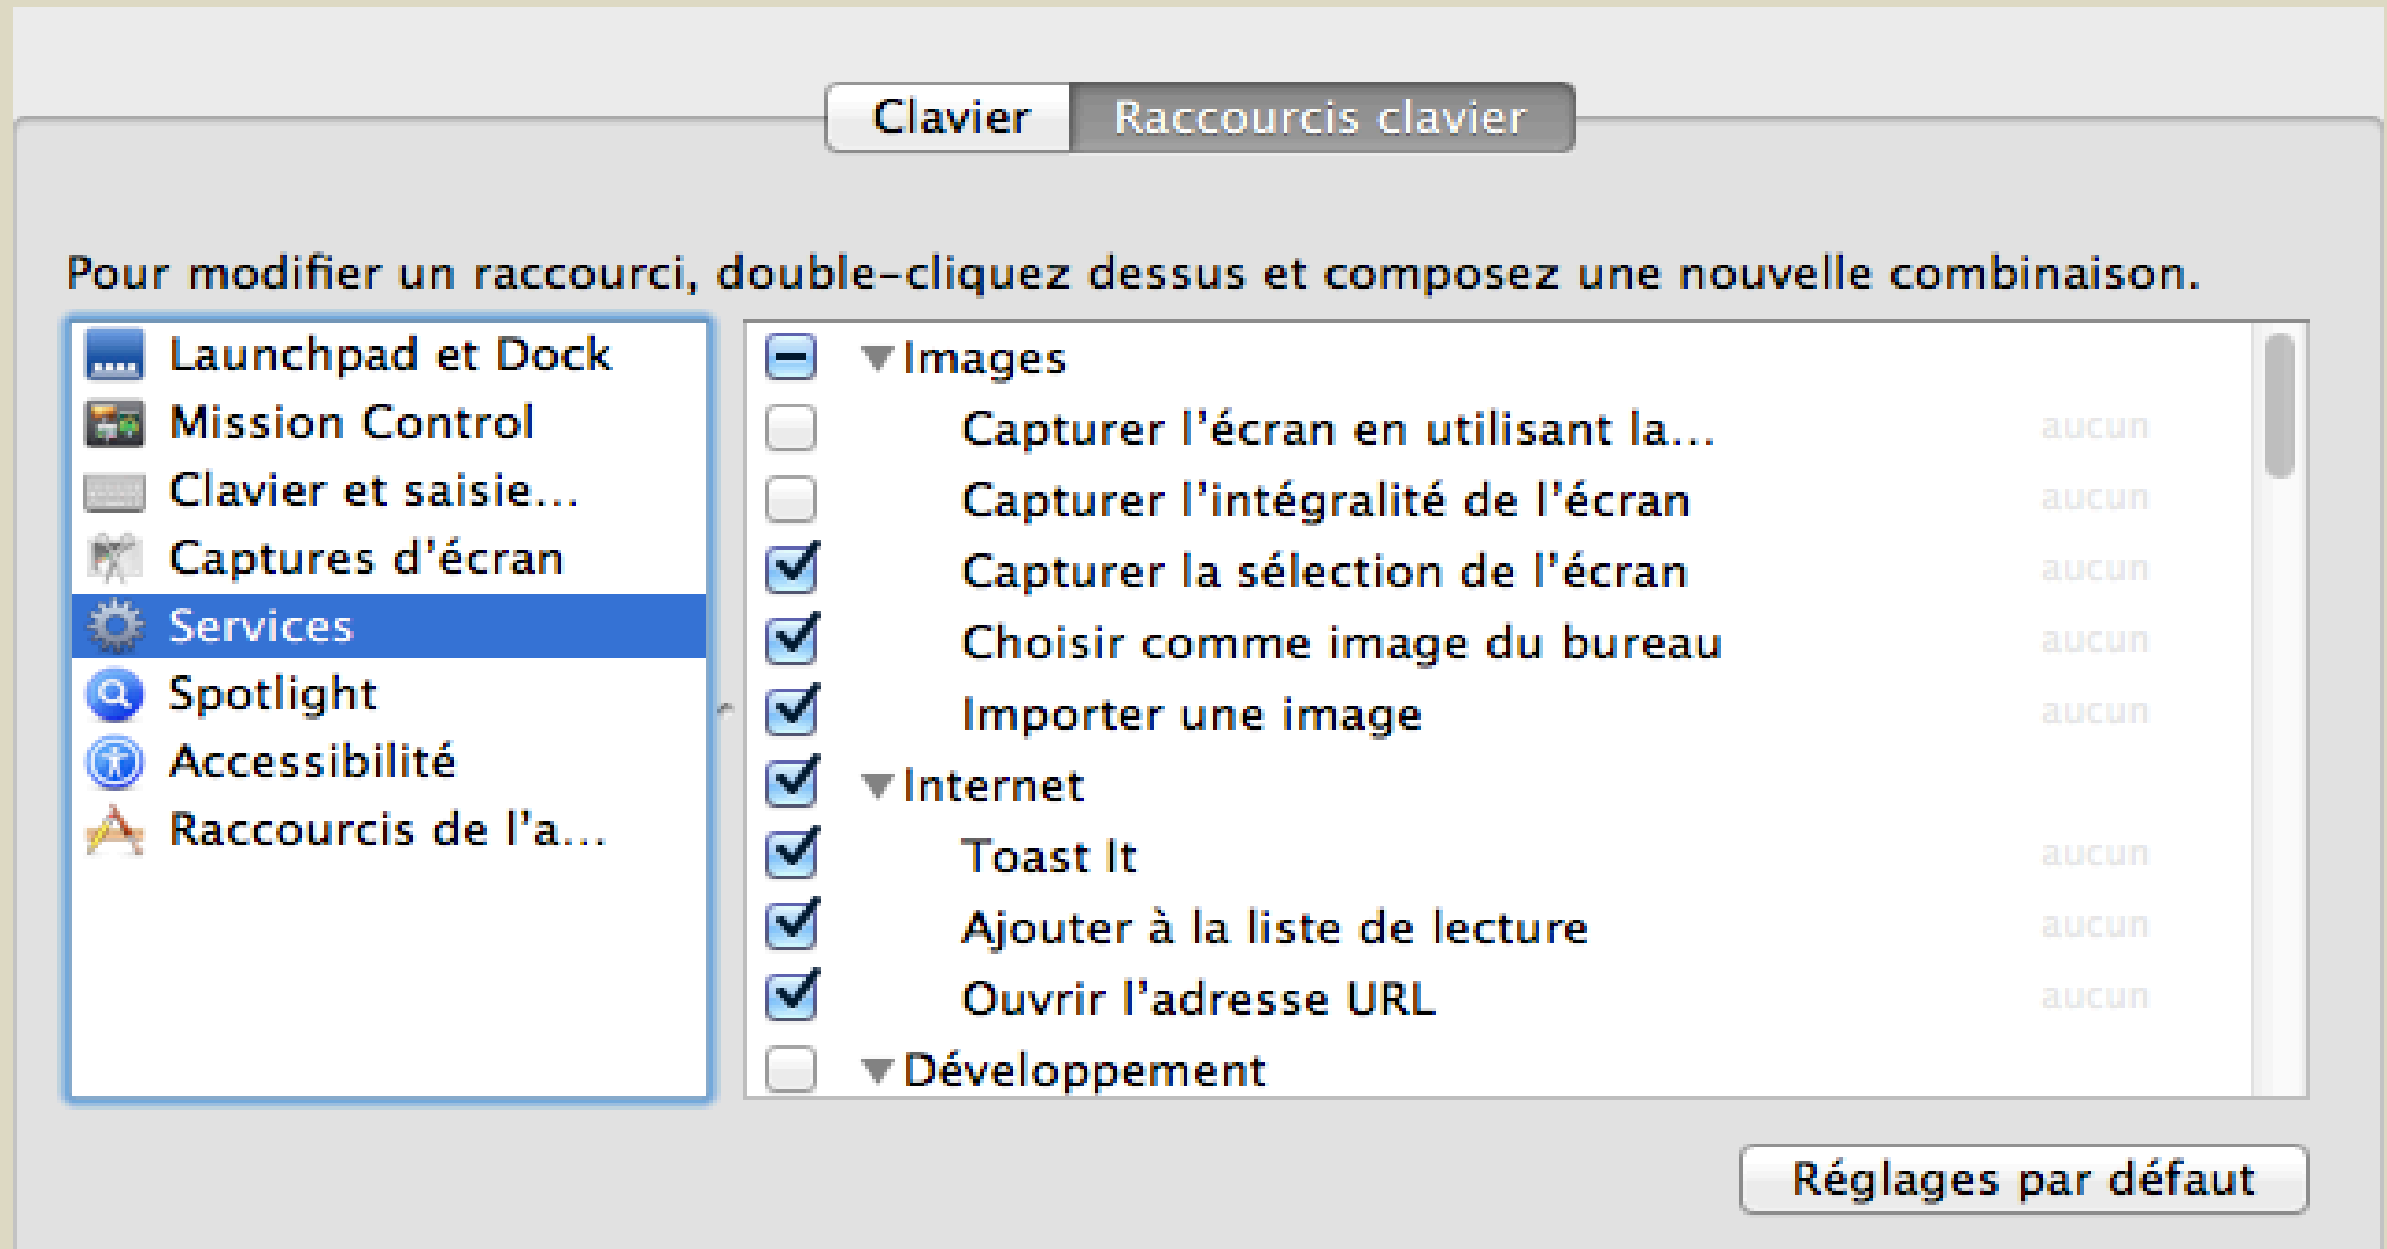 Clavier
Raccourcis clavier
Pour modifier un raccourci, double-cliquez dessus et composez une nouvelle combinaison.
Launchpad et Dock
Mission Control
Clavier et saisie...
Captures d'écran
Services
Spotlight
Accessibilité
Raccourcis de l'a...
Images
Capturer l'écran en utilisant la... aucun
Capturer l'intégralité de l'écran aucun
Capturer la sélection de l'écran aucun
Choisir comme image du bureau aucun
Importer une image aucun
Internet
Toast It aucun
Ajouter à la liste de lecture aucun
Ouvrir l'adresse URL aucun
Développement
Réglages par défaut